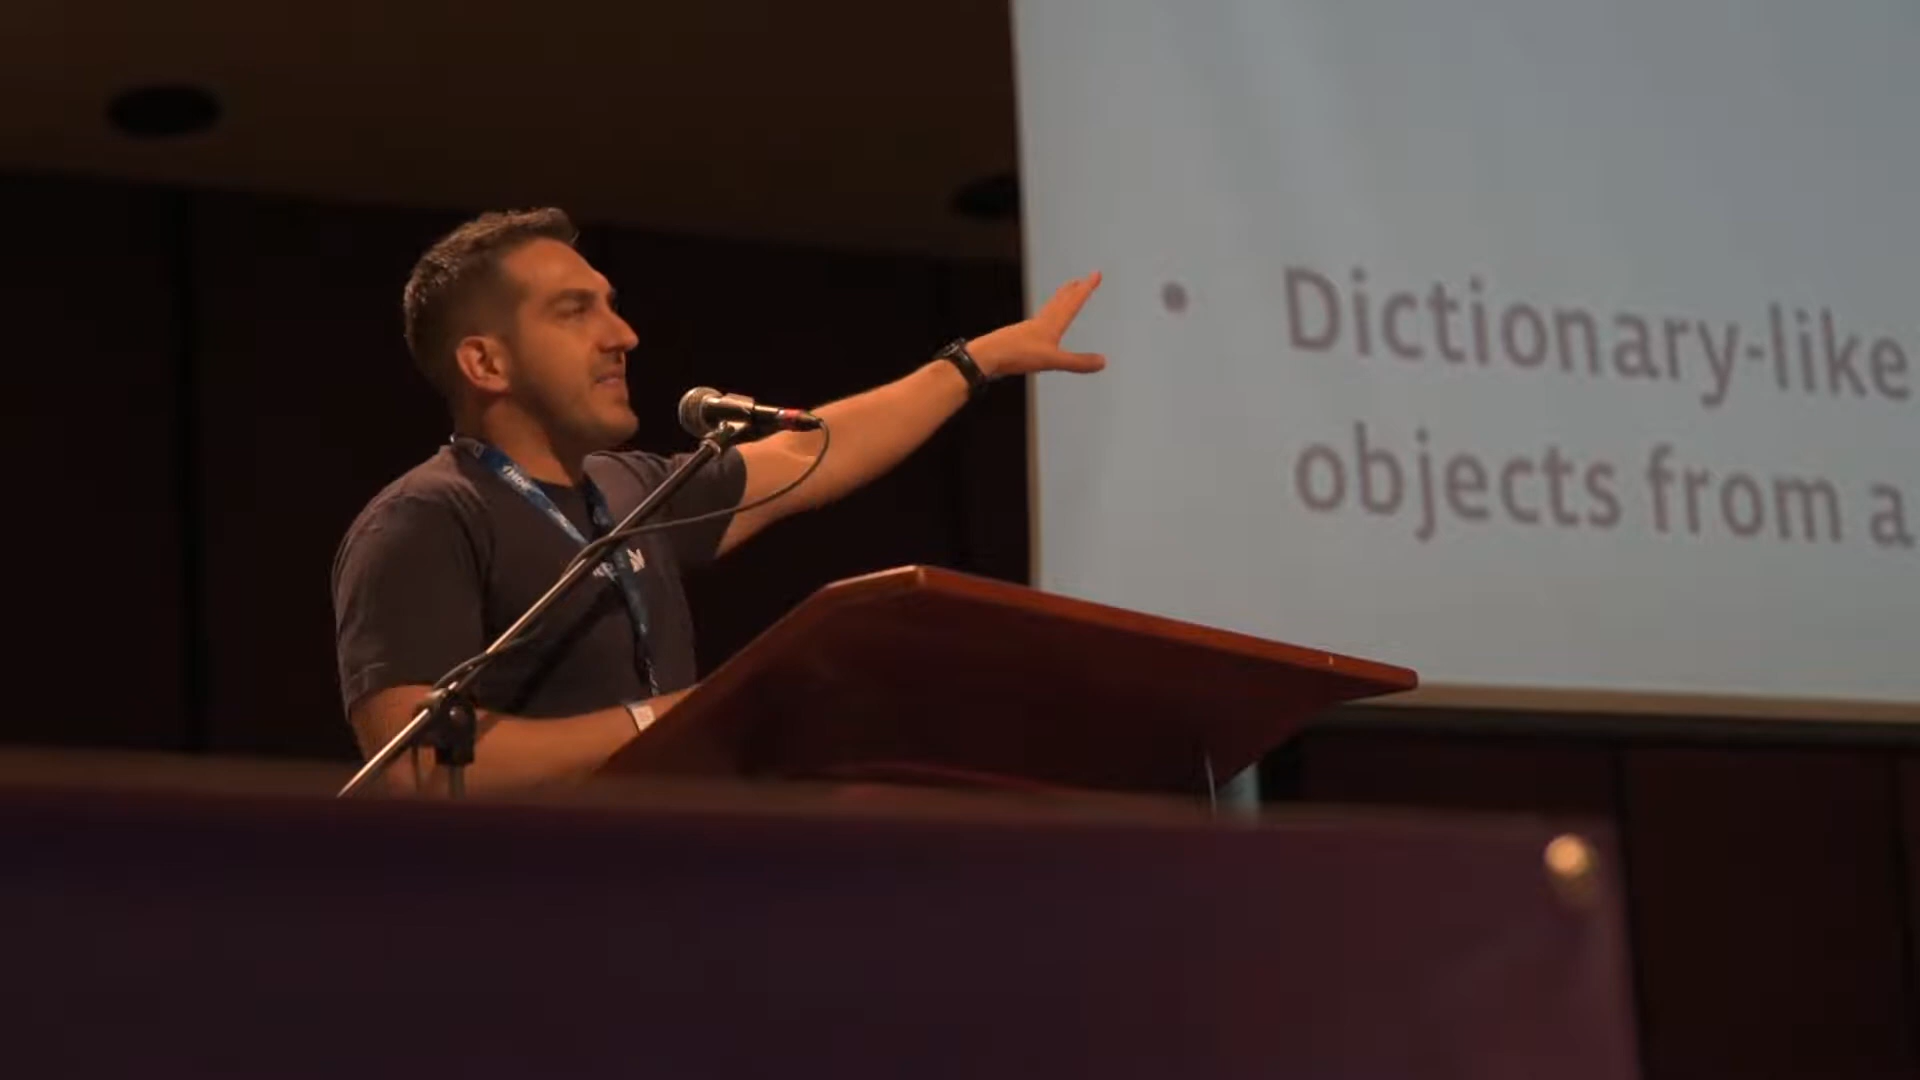 • Dictionary-like
objects from a